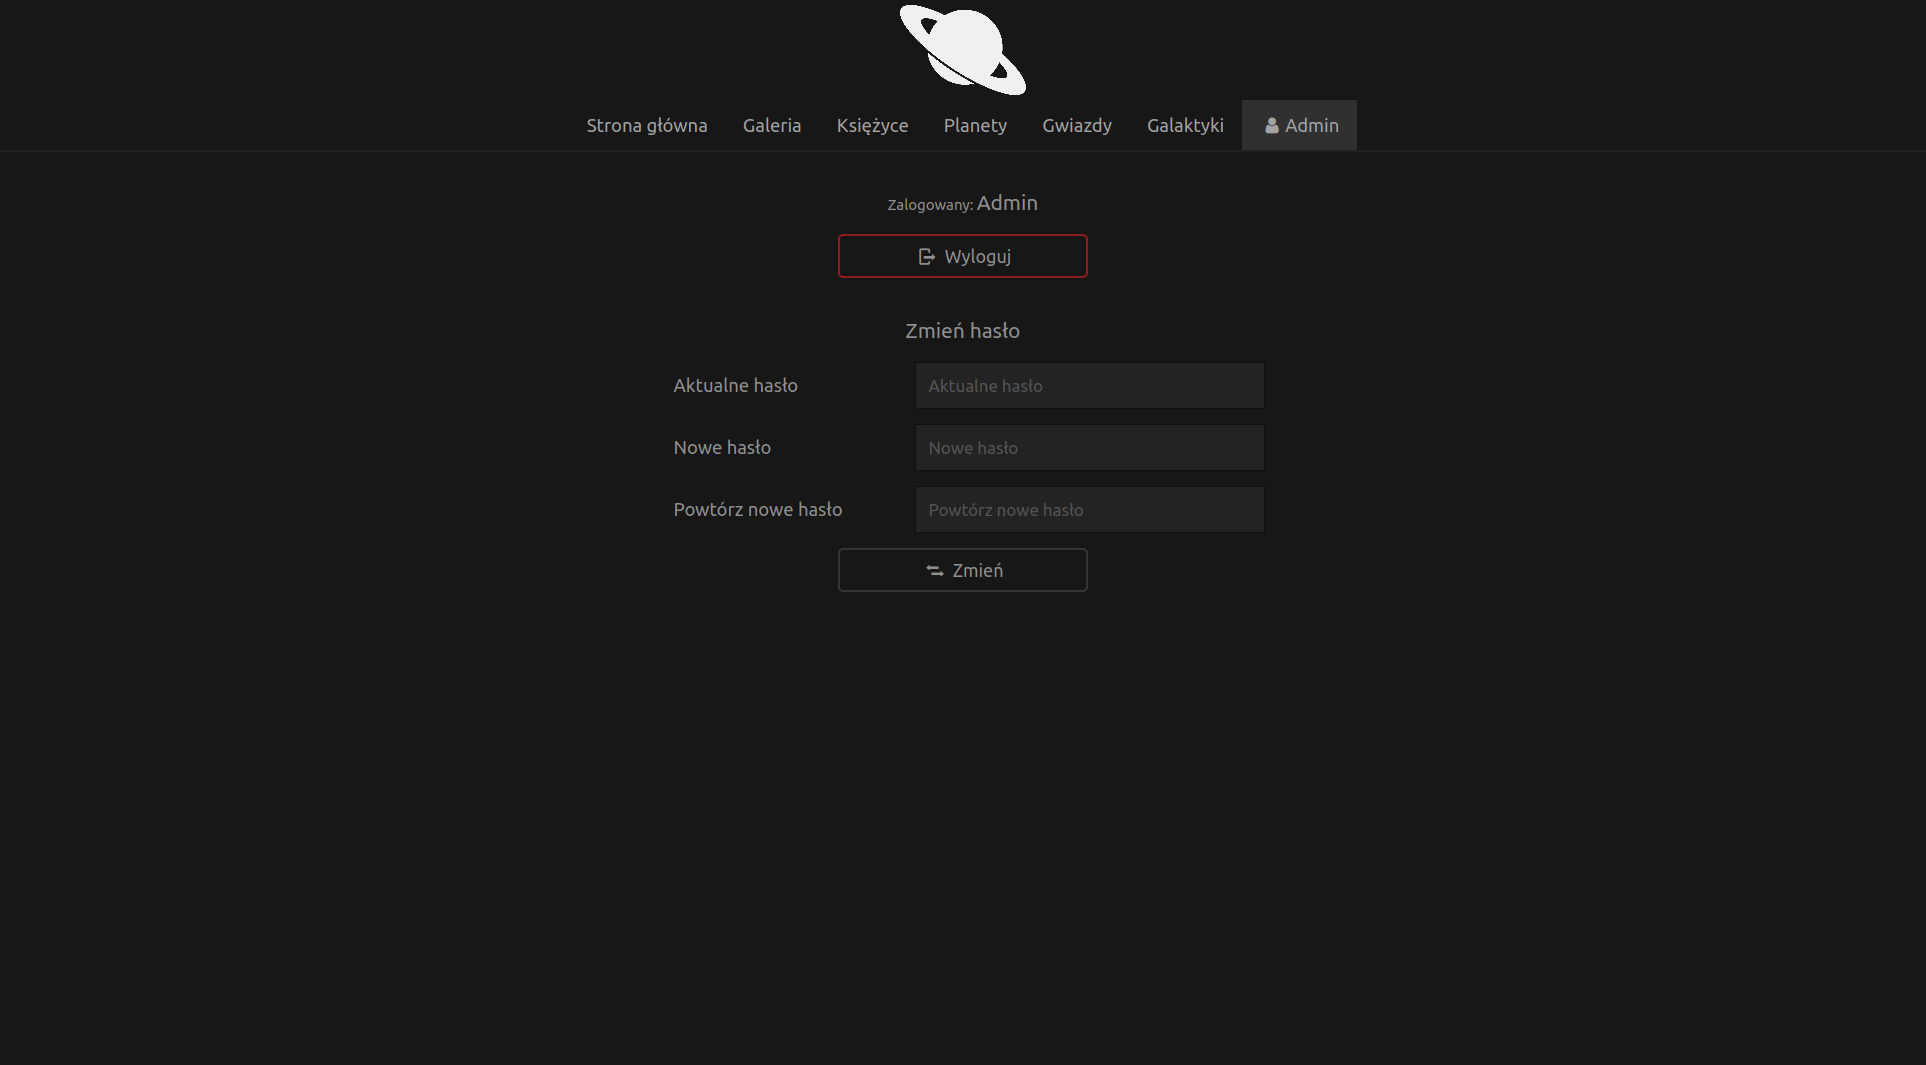 Strona główna Galeria Księżyce Planety Gwiazdy Galaktyki Admin
Zalogowany: Admin
Wyloguj
Zmień hasło
Aktualne hasło Aktualne hasło
Nowe hasło Nowe hasło
Powtórz nowe hasło Powtórz nowe hasło
Zmień